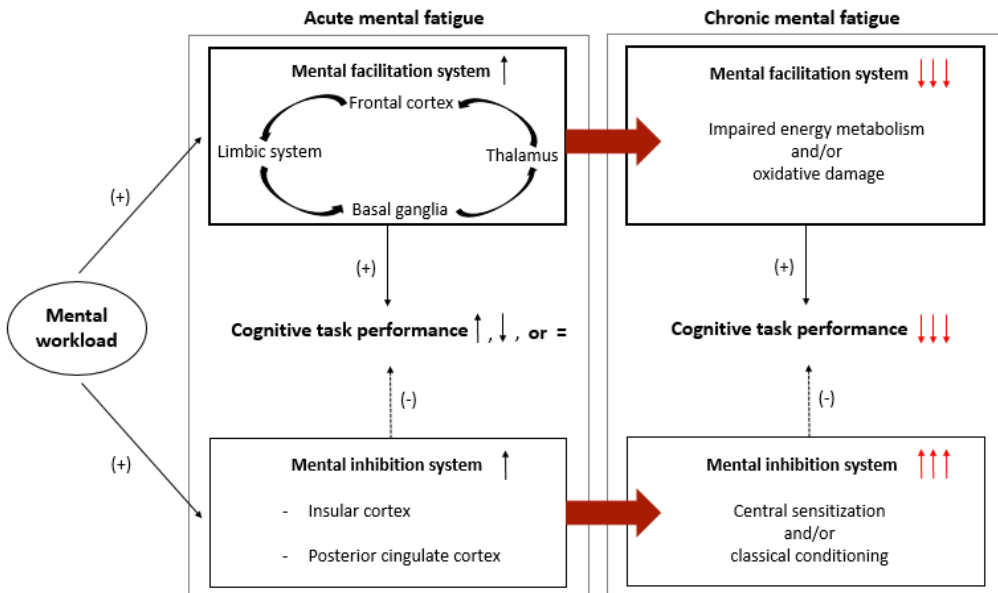 Acute mental fatigue
Mental facilitation system ↑
Frontal cortex
Limbic system
Thalamus
Basal ganglia
(+)
(+)
Mental
workload
Cognitive task performance ↑ , ↓ , or =
(-)
(+)
Mental inhibition system ↑
- Insular cortex
- Posterior cingulate cortex
Chronic mental fatigue
Mental facilitation system ↓↓↓
Impaired energy metabolism
and/or
oxidative damage
(+)
Cognitive task performance ↓↓↓
(-)
Mental inhibition system ↑↑↑
Central sensitization
and/or
classical conditioning